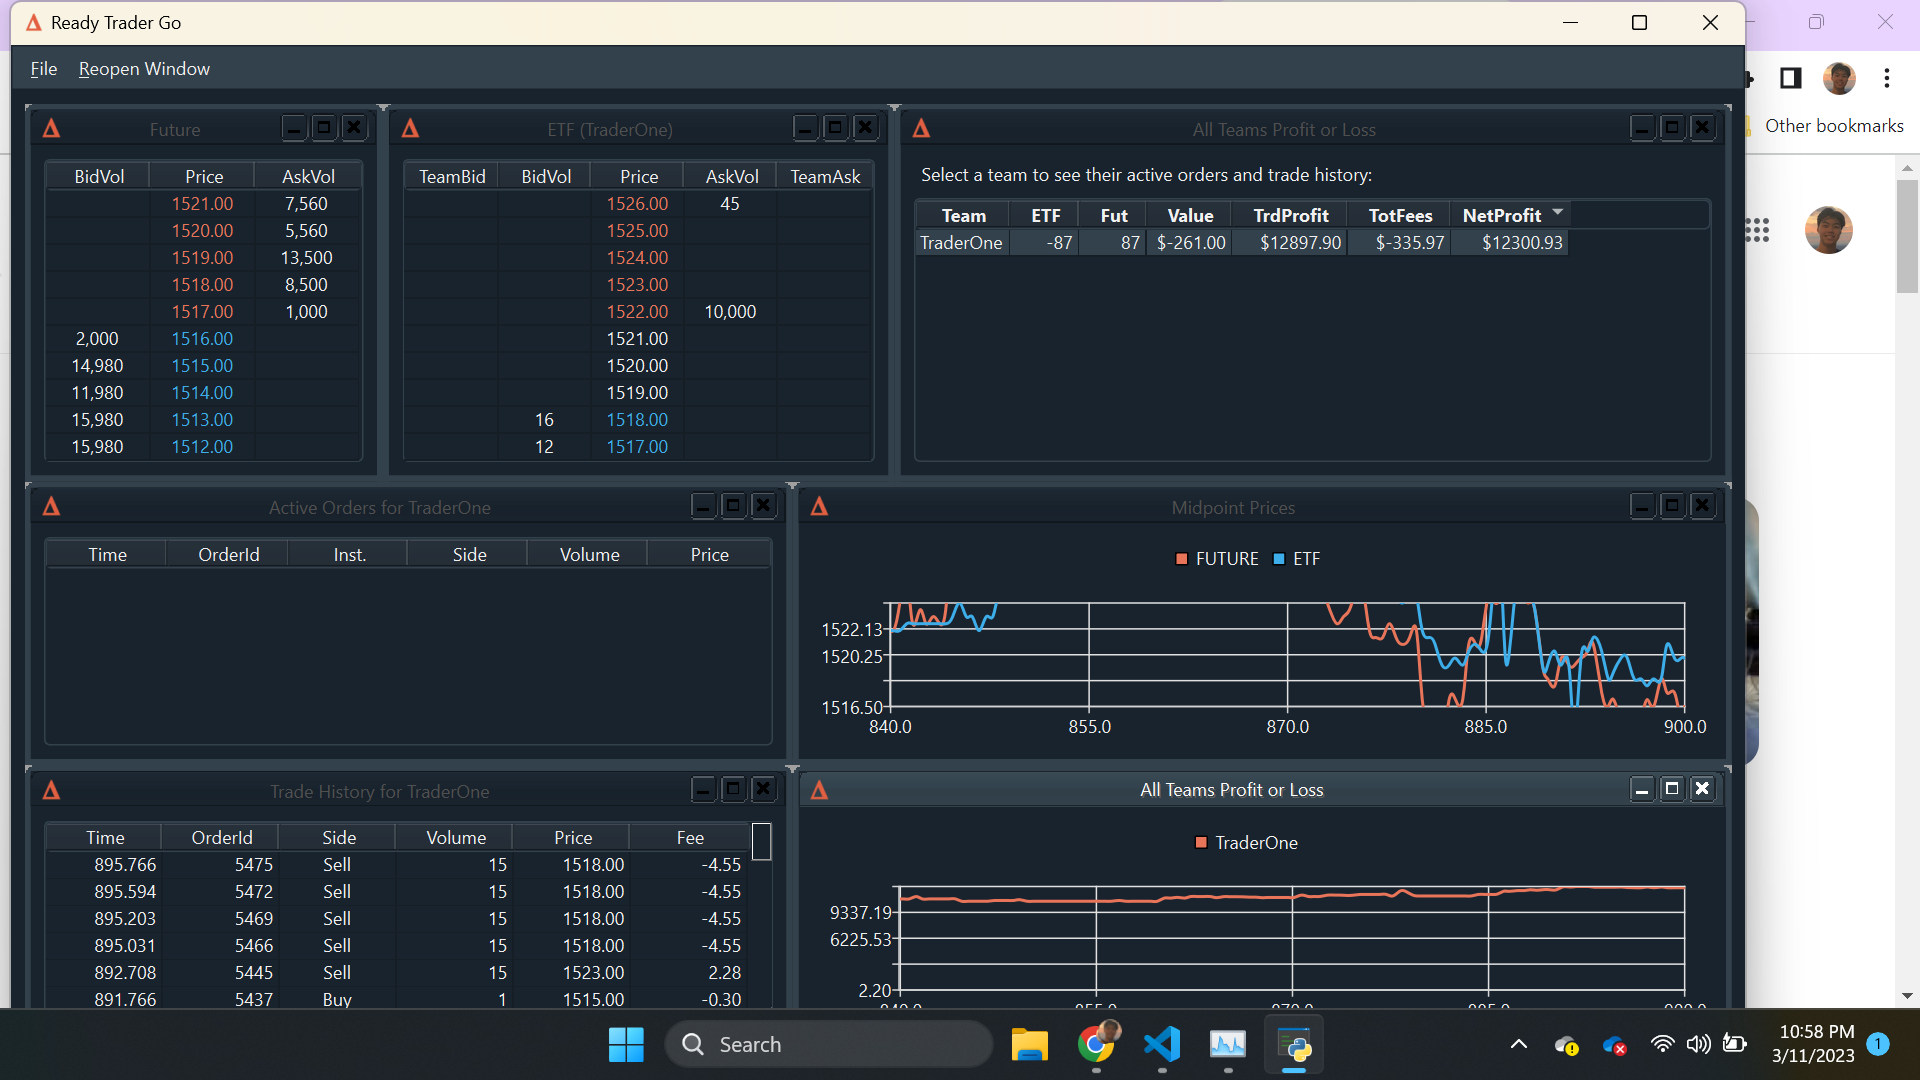 Ready Trader Go
File Reopen Window
Other bookmarks
Future
BidVol Price AskVol
1521.00 7,560
1520.00 5,560
1519.00 13,500
1518.00 8,500
1517.00 1,000
2,000 1516.00
14,980 1515.00
11,980 1514.00
15,980 1513.00
15,980 1512.00
ETF (TraderOne)
TeamBid BidVol Price AskVol TeamAsk
1526.00 45
1525.00
1524.00
1523.00
1522.00 10,000
1521.00
1520.00
1519.00
16 1518.00
12 1517.00
All Teams Profit or Loss
Select a team to see their active orders and trade history:
Team ETF Fut Value TrdProfit TotFees NetProfit
TraderOne -87 87 $-261.00 $12897.90 $-335.97 $12300.93
Active Orders for TraderOne
Time OrderId Inst. Side Volume Price
Midpoint Prices
FUTURE ETF
1522.13
1520.25
1516.50
840.0 855.0 870.0 885.0 900.0
Trade History for TraderOne
Time OrderId Side Volume Price Fee
895.766 5475 Sell 15 1518.00 -4.55
895.594 5472 Sell 15 1518.00 -4.55
895.203 5469 Sell 15 1518.00 -4.55
895.031 5466 Sell 15 1518.00 -4.55
892.708 5445 Sell 15 1523.00 2.28
891.766 5437 Buy 1 1515.00 -0.30
All Teams Profit or Loss
TraderOne
9337.19
6225.53
2.20
840.0 855.0 870.0 885.0 900.0
Search
10:58 PM
3/11/2023
1